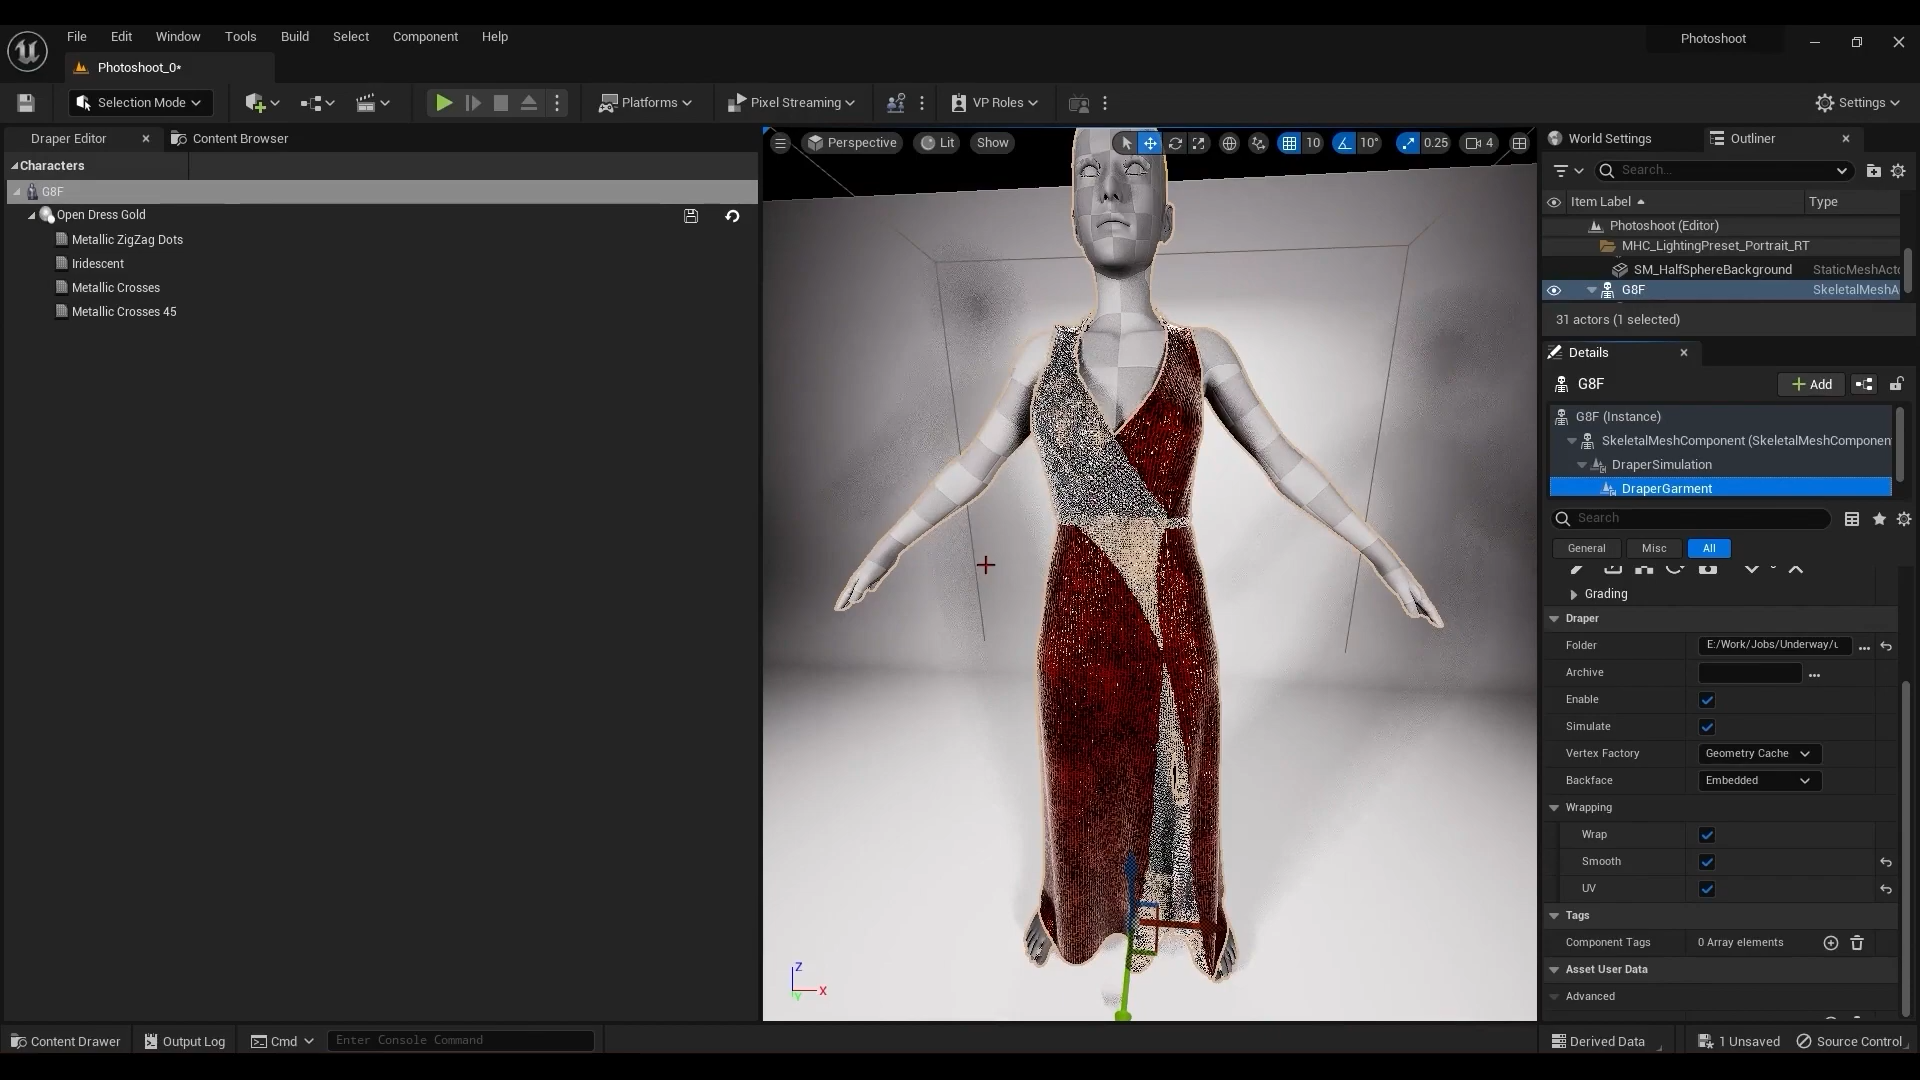 File Edit Window Tools Build Select Component Help
Photoshoot
Photoshoot_0*
Selection Mode
Platforms
Pixel Streaming
VP Roles
Settings
Draper Editor
Content Browser
Characters
G8F
Open Dress Gold
Metallic ZigZag Dots
Iridescent
Metallic Crosses
Metallic Crosses 45
Perspective
Lit
Show
10
10°
0.25
4
Z
X
Y
World Settings
Outliner
Search...
Item Label
Type
Photoshoot (Editor)
MHC_LightingPreset_Portrait_RT
SM_HalfSphereBackground
StaticMeshActo
G8F
SkeletalMeshA
31 actors (1 selected)
Details
G8F
Add
G8F (Instance)
SkeletalMeshComponent (SkeletalMeshComponen
DraperSimulation
DraperGarment
Search
General
Misc
All
Grading
Draper
Folder
E:/Work/Jobs/Underway/u
Archive
Enable
Simulate
Vertex Factory
Geometry Cache
Backface
Embedded
Wrapping
Wrap
Smooth
UV
Tags
Component Tags
0 Array elements
Asset User Data
Advanced
Content Drawer
Output Log
Cmd
Enter Console Command
Derived Data
1 Unsaved
Source Control